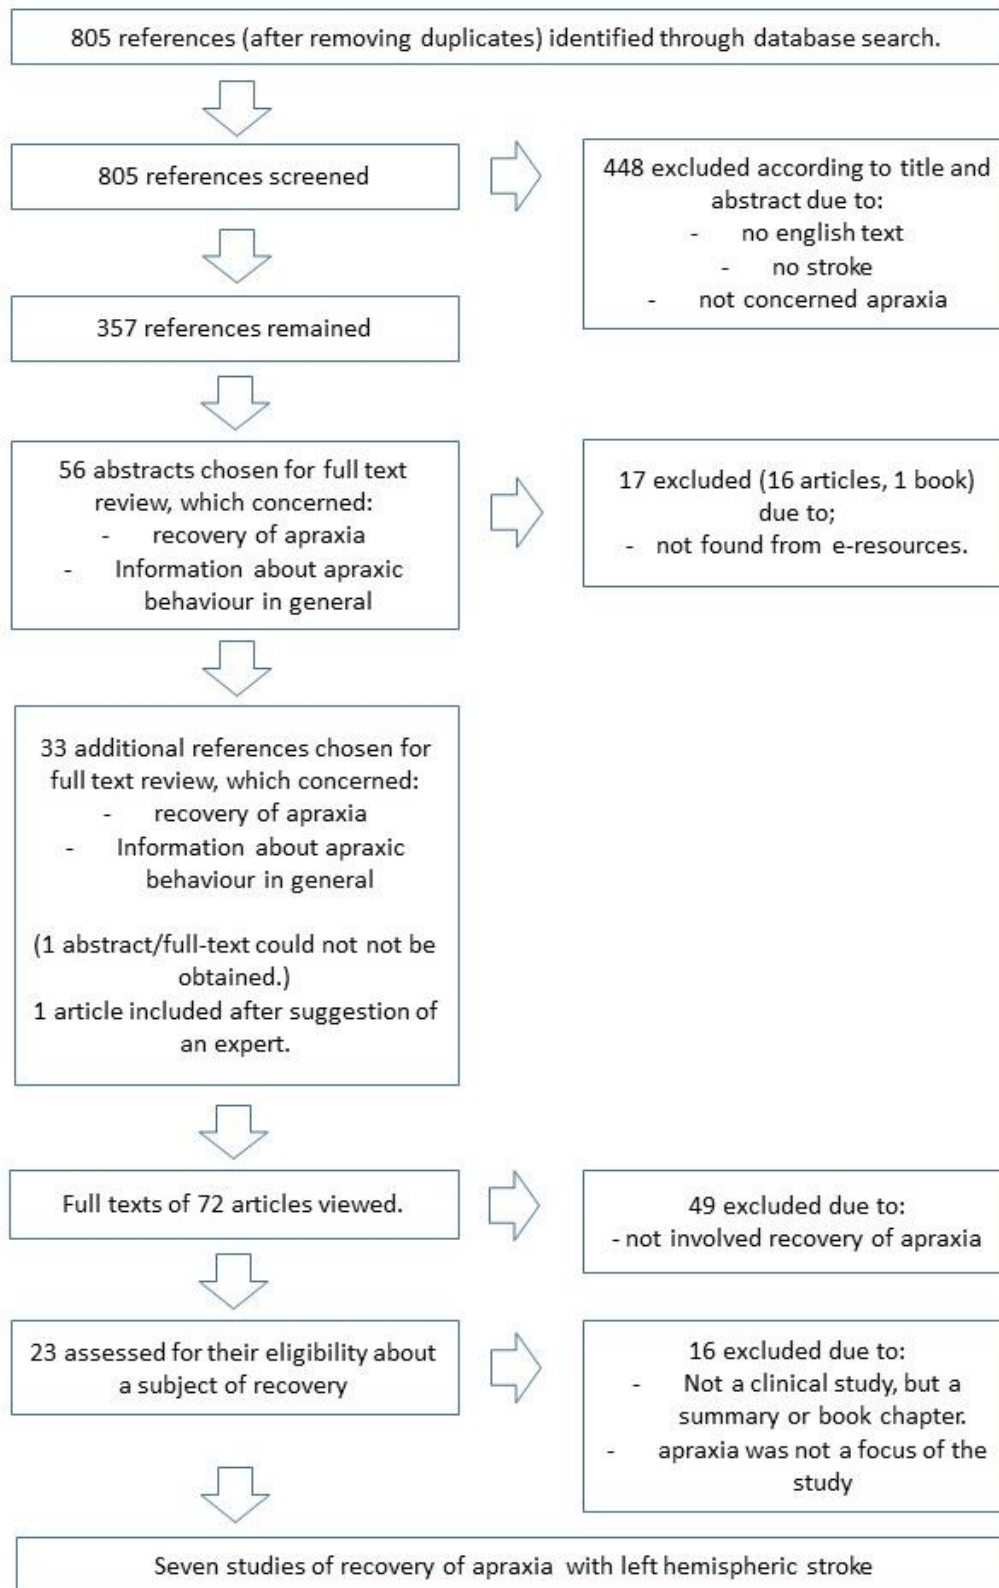 805 references (after removing duplicates) identified through database search.
805 references screened
448 excluded according to title and
abstract due to:
- no english text
- no stroke
- not concerned apraxia
357 references remained
56 abstracts chosen for full text
review, which concerned:
- recovery of apraxia
- Information about apraxic
behaviour in general
17 excluded (16 articles, 1 book)
due to;
- not found from e-resources.
33 additional references chosen for
full text review, which concerned:
- recovery of apraxia
- Information about apraxic
behaviour in general
(1 abstract/full-text could not not be
obtained.)
1 article included after suggestion of
an expert.
Full texts of 72 articles viewed.
49 excluded due to:
- not involved recovery of apraxia
23 assessed for their eligibility about
a subject of recovery
16 excluded due to:
- Not a clinical study, but a
summary or book chapter.
- apraxia was not a focus of the
study
Seven studies of recovery of apraxia with left hemispheric stroke